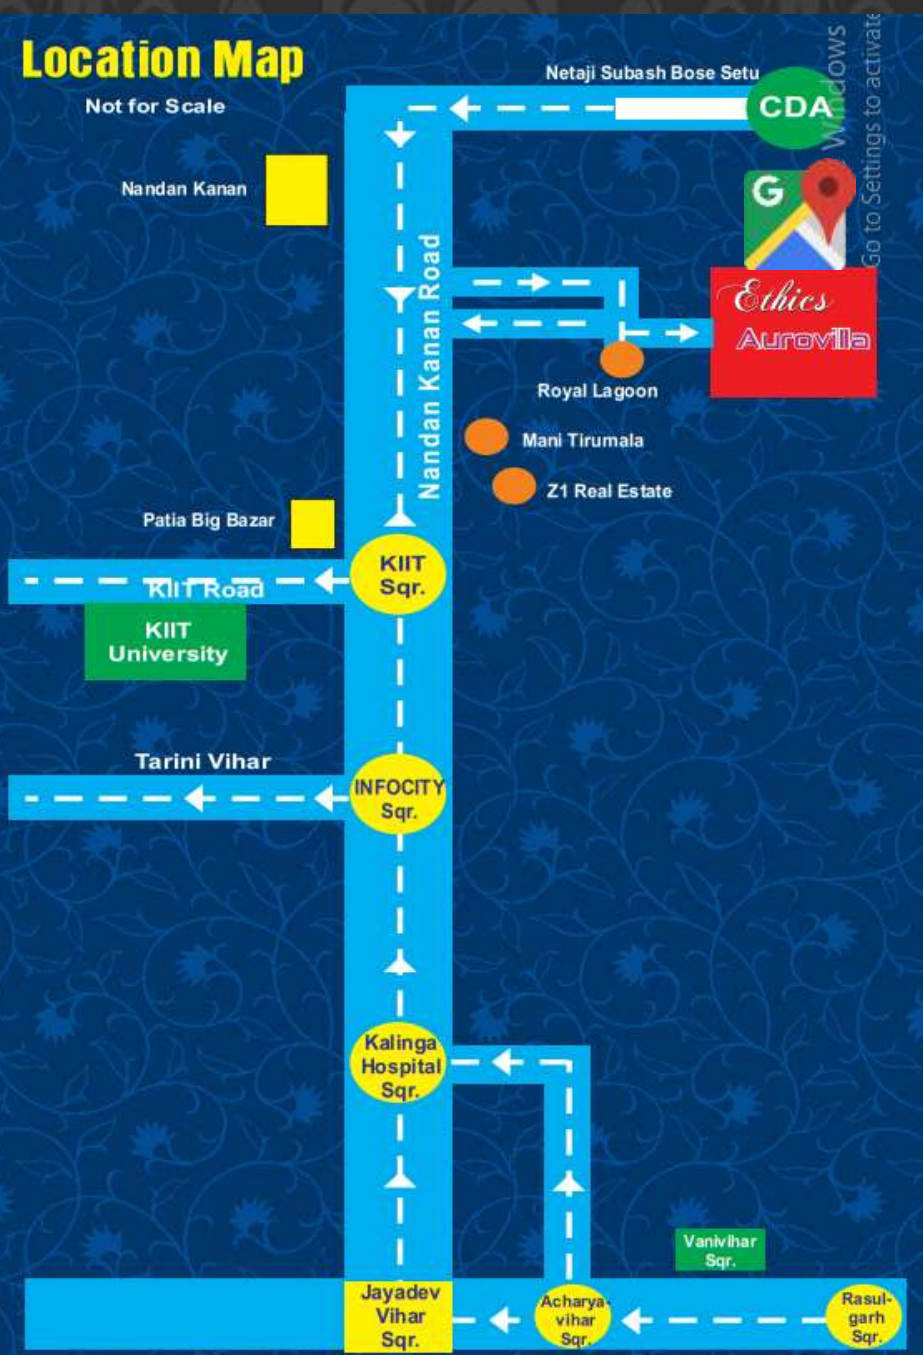 Location Map
Not for Scale
Netaji Subash Bose Setu
CDA
Windows
Go to Settings to activate
Nandan Kanan
G
Nandan Kanan Road
Ethics
Aurovilla
Royal Lagoon
Mani Tirumala
Z1 Real Estate
Patia Big Bazar
KIIT
Sqr.
KIIT Road
KIIT
University
Tarini Vihar
INFOCITY
Sqr.
Kalinga
Hospital
Sqr.
Vanivihar
Sqr.
Jayadev
Vihar
Sqr.
Acharya-
vihar
Sqr.
Rasul-
garh
Sqr.